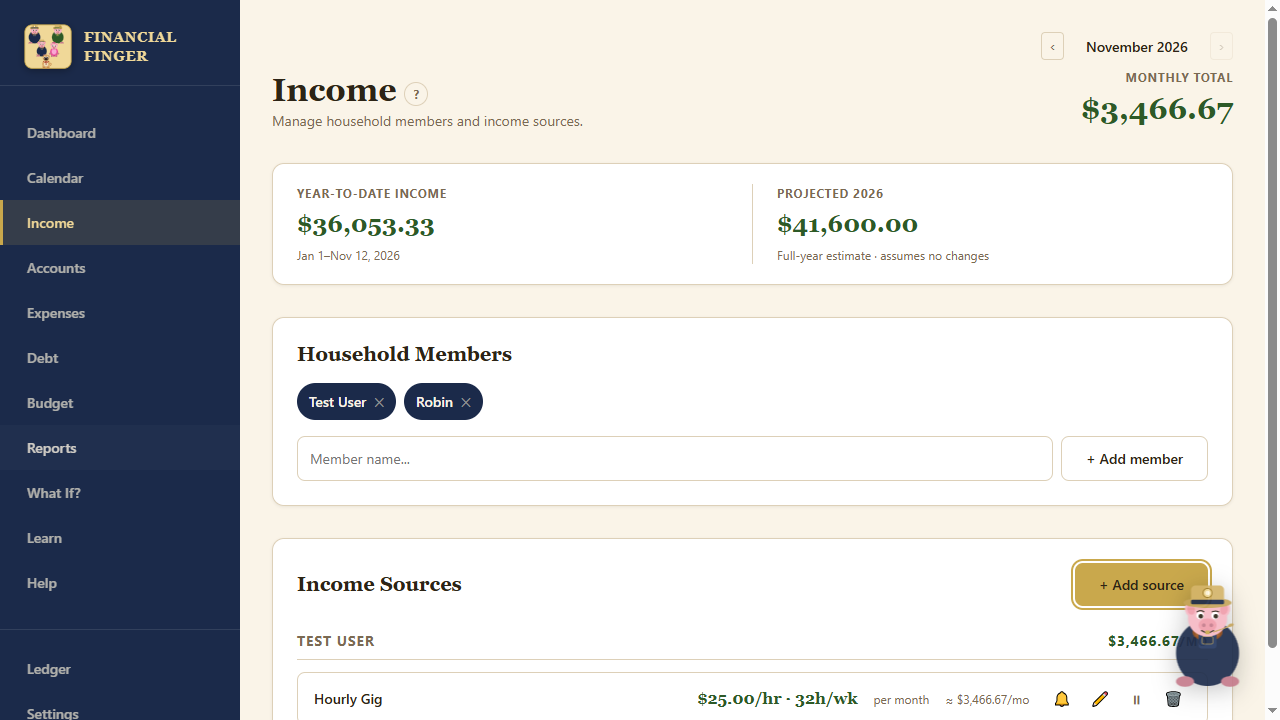 FINANCIAL
FINGER
Dashboard
Calendar
Income
Accounts
Expenses
Debt
Budget
Reports
What If?
Learn
Help
Ledger
Settings
‹ November 2026 ›
MONTHLY TOTAL
$3,466.67
Income ?
Manage household members and income sources.
YEAR-TO-DATE INCOME
$36,053.33
Jan 1–Nov 12, 2026
PROJECTED 2026
$41,600.00
Full-year estimate · assumes no changes
Household Members
Test User ×
Robin ×
Member name...
+ Add member
Income Sources
+ Add source
TEST USER
$3,466.67
Hourly Gig
$25.00/hr · 32h/wk per month ≈ $3,466.67/mo